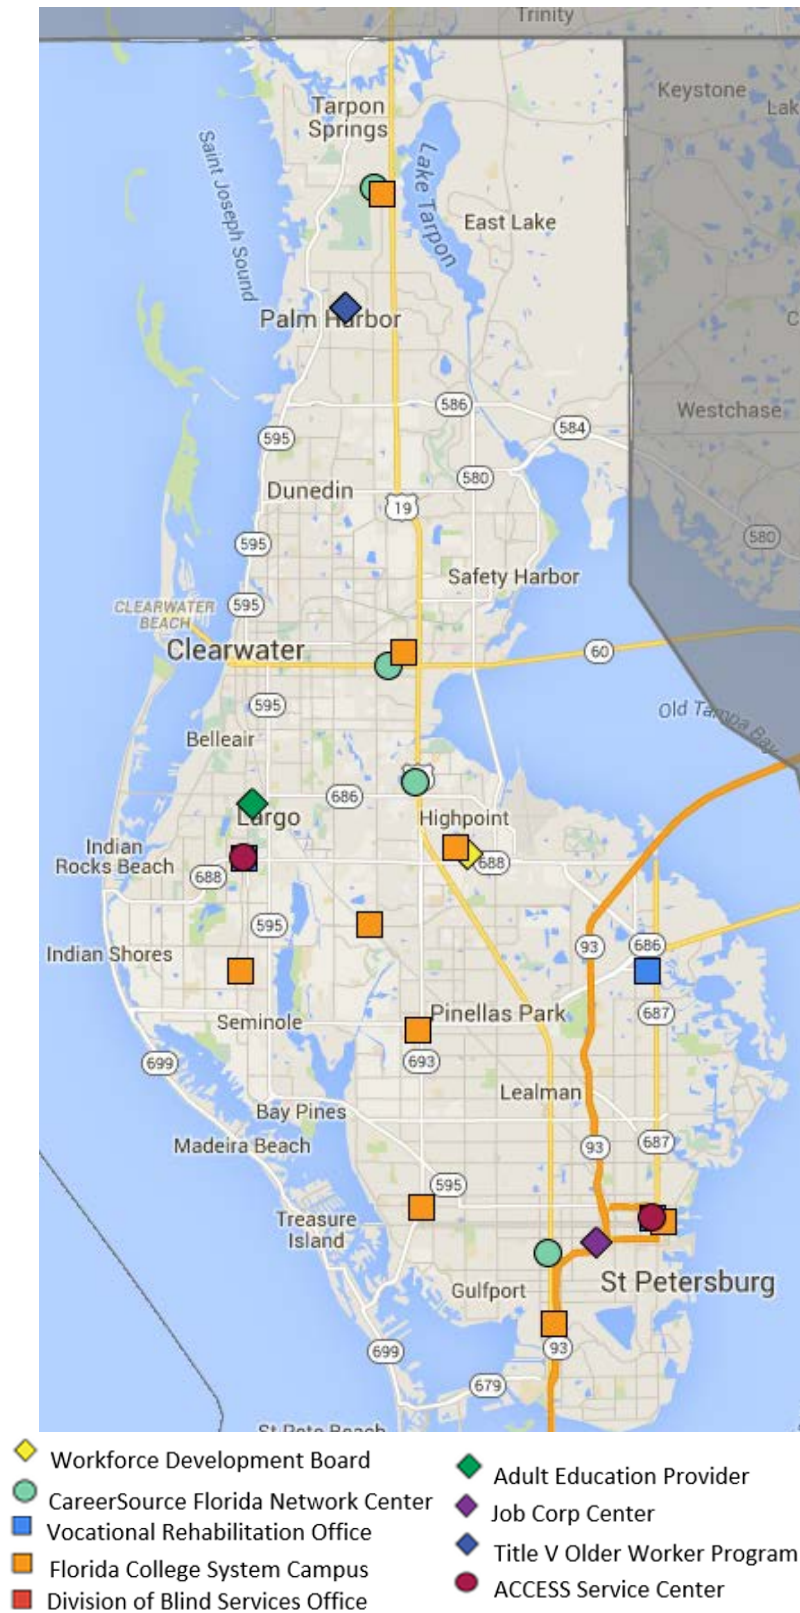 Trinity
Keystone
Lak
Tarpon
Springs
Saint Joseph Sound
Lake Tarpon
East Lake
Palm Harbor
C
586
Westchase
584
595
580
Dunedin
19
580
595
Safety Harbor
595
CLEARWATER
BEACH
Clearwater
60
595
Old Tampa Bay
Belleair
686
Largo
Highpoint
Indian
Rocks Beach
688
688
595
93
686
Indian Shores
687
Pinellas Park
Seminole
693
699
Lealman
Bay Pines
687
Madeira Beach
93
595
Treasure
Island
St Petersburg
Gulfport
93
699
679
St Pete Beach
Workforce Development Board
CareerSource Florida Network Center
Vocational Rehabilitation Office
Florida College System Campus
Division of Blind Services Office
Adult Education Provider
Job Corp Center
Title V Older Worker Program
ACCESS Service Center